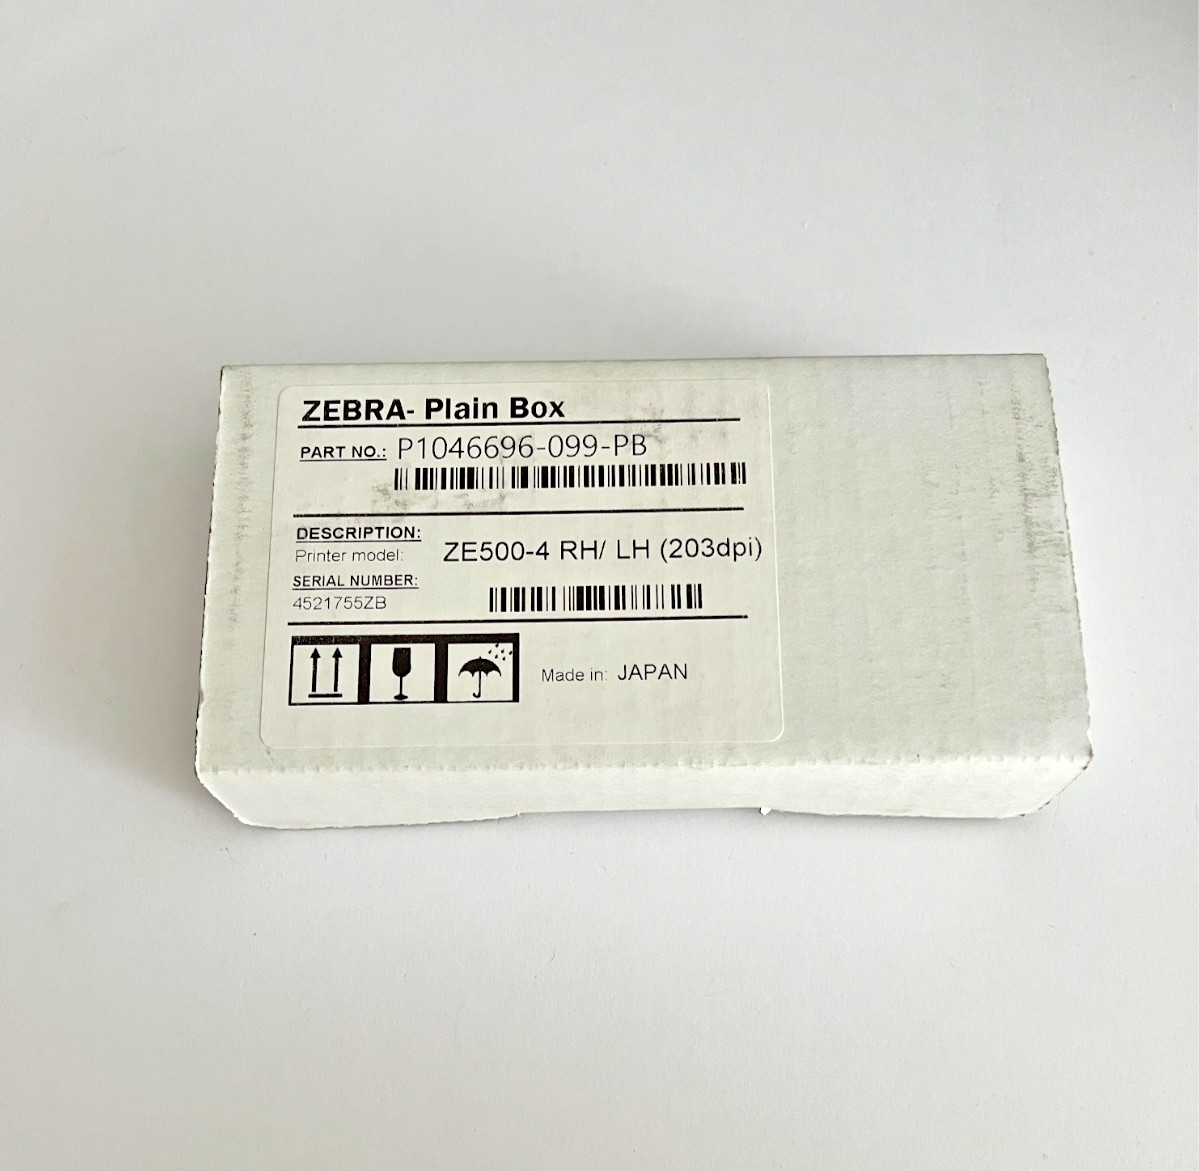 ZEBRA- Plain Box
PART NO.: P1046696-099-PB
DESCRIPTION:
Printer model: ZE500-4 RH/ LH (203dpi)
SERIAL NUMBER:
4521755ZB
Made in: JAPAN